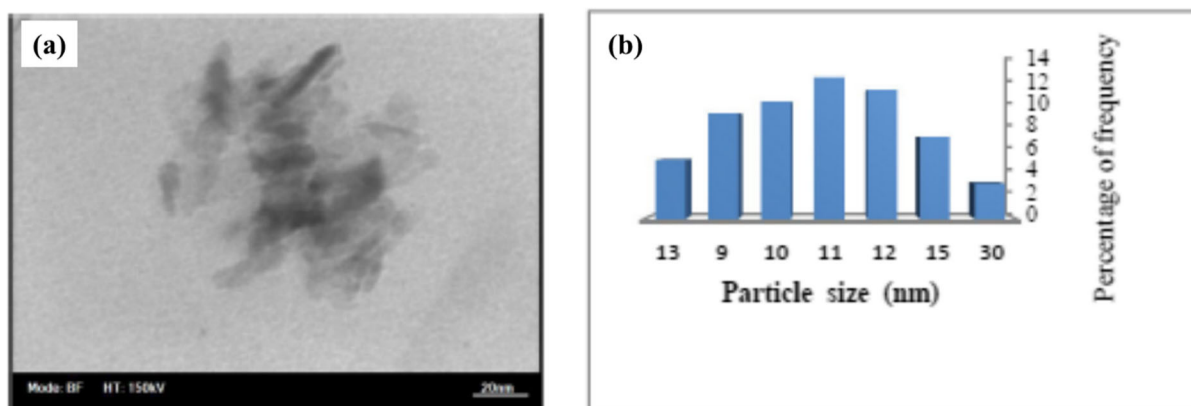 (a)
Mode: BF HT: 150kV 20nm
(b)
14
12
10
8
6
4
2
0
Percentage of frequency
13 9 10 11 12 15 30
Particle size (nm)